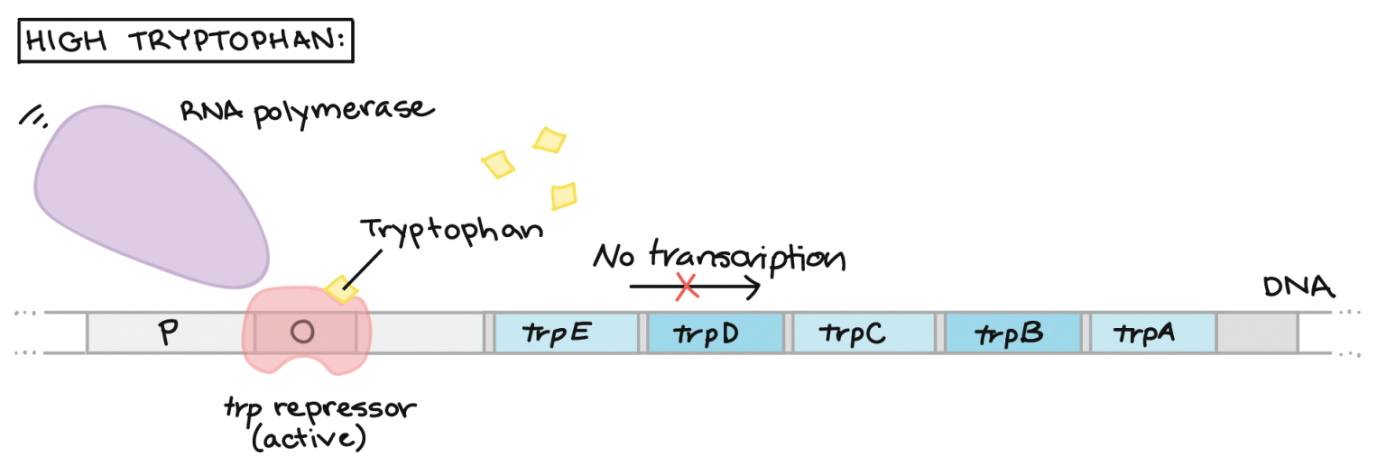 HIGH TRYPTOPHAN:
RNA polymerase
Tryptophan
No transcription
DNA
P
O
trpE
trpD
trpC
trpB
trpA
trp repressor
(active)